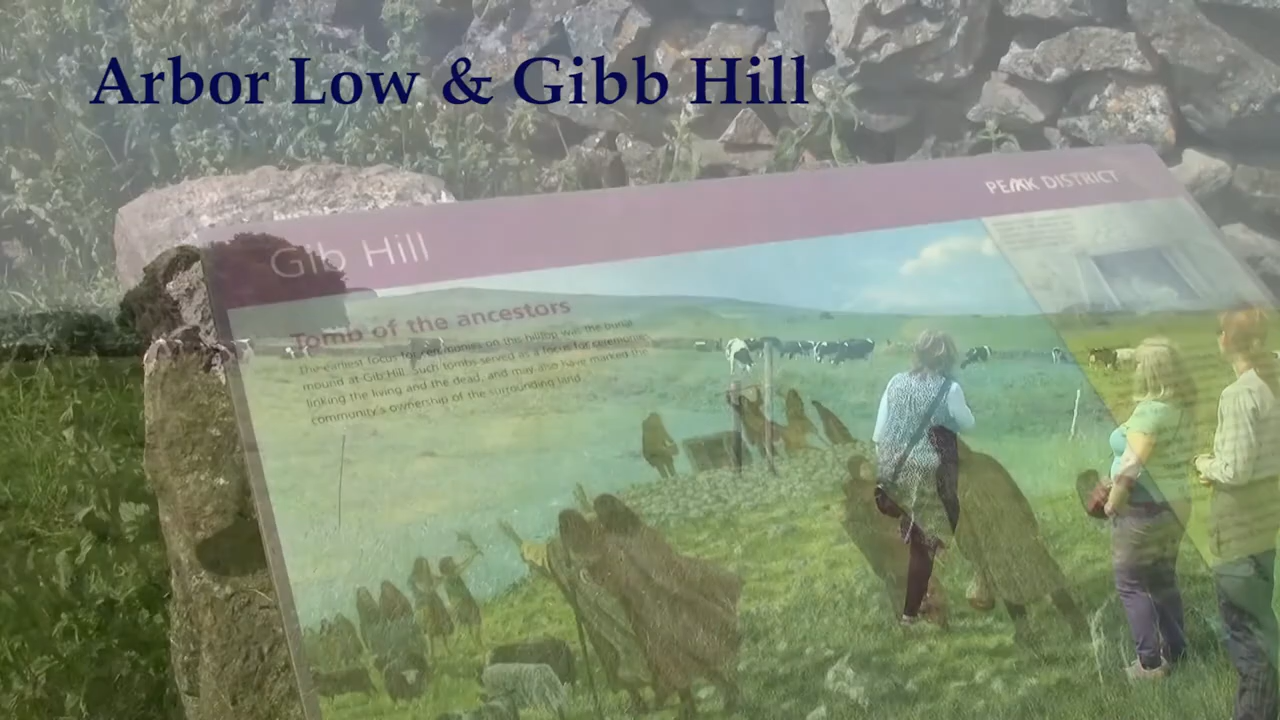 Arbor Low & Gibb Hill
PEAK DISTRICT
Gib Hill
Tomb of the ancestors
The earliest focus for ceremonies on this hilltop was the burial
mound at Gib Hill. Such tombs served as a focus for ceremonies
linking the living and the dead, and may also have marked the
community's ownership of the surrounding land.